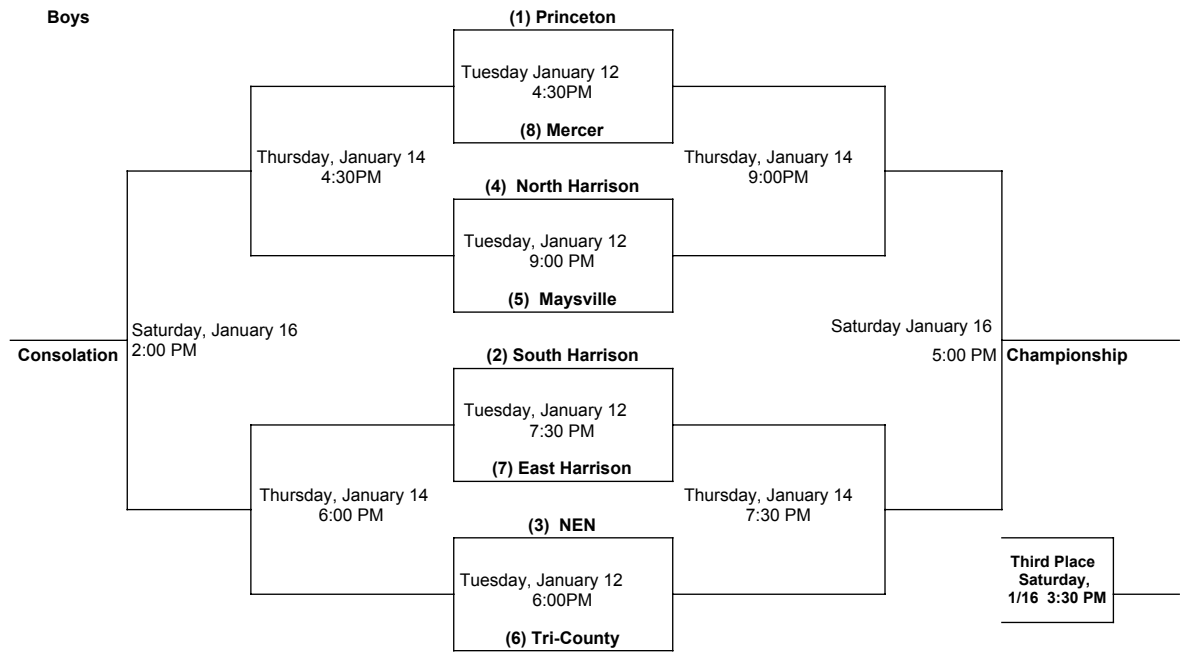 Boys
(1) Princeton
Tuesday January 12
4:30PM
(8) Mercer
Thursday, January 14
4:30PM
Thursday, January 14
9:00PM
(4) North Harrison
Tuesday, January 12
9:00 PM
(5) Maysville
Saturday, January 16
2:00 PM
Consolation
Saturday January 16
5:00 PM
Championship
(2) South Harrison
Tuesday, January 12
7:30 PM
(7) East Harrison
Thursday, January 14
6:00 PM
Thursday, January 14
7:30 PM
(3) NEN
Tuesday, January 12
6:00PM
(6) Tri-County
Third Place
Saturday,
1/16 3:30 PM